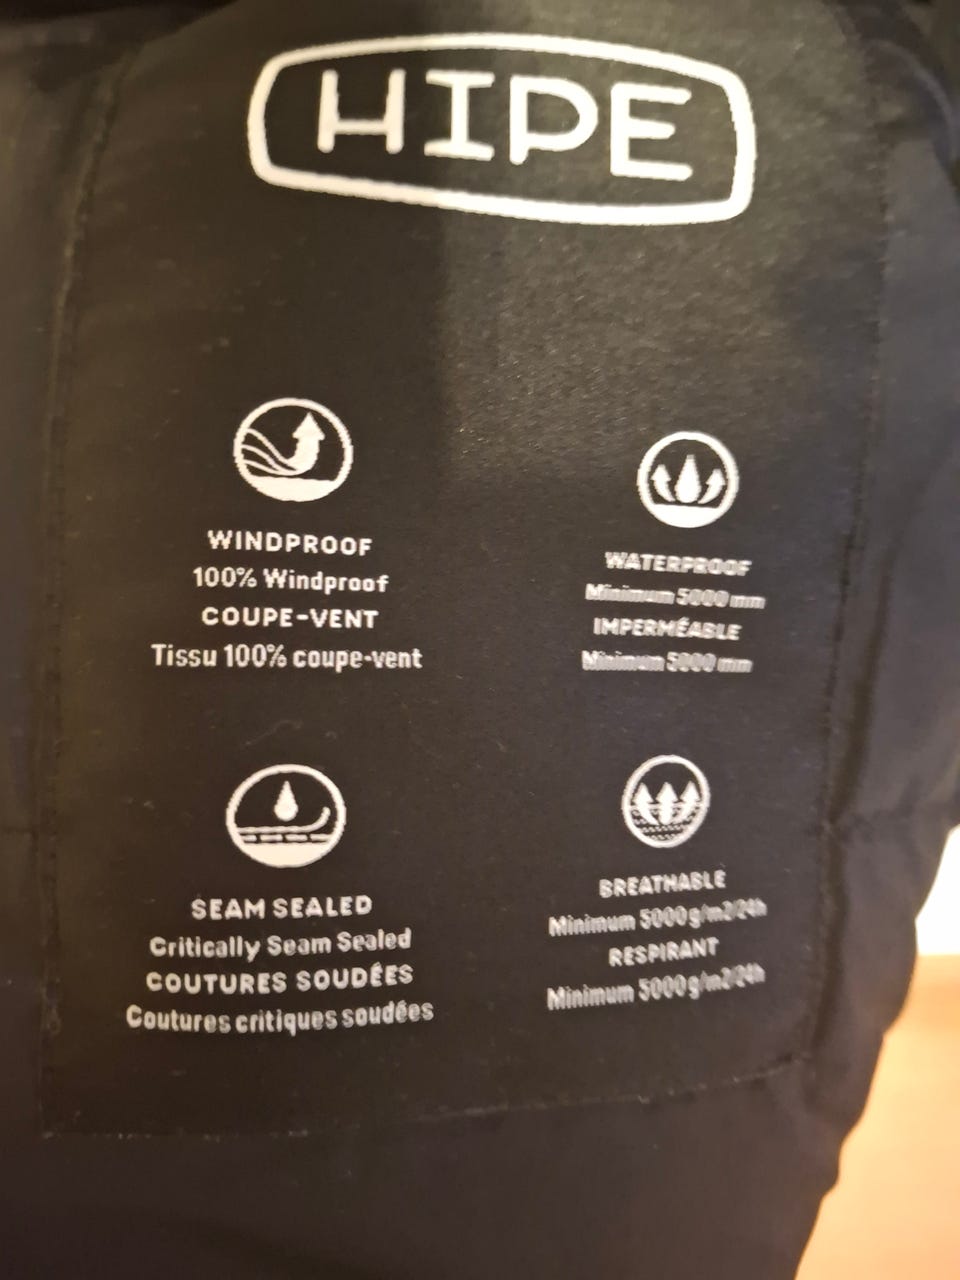 HIPE
WINDPROOF
100% Windproof
COUPE-VENT
Tissu 100% coupe-vent
WATERPROOF
Minimum 5000 mm
IMPERMÉABLE
Minimum 5000 mm
SEAM SEALED
Critically Seam Sealed
COUTURES SOUDÉES
Coutures critiques soudées
BREATHABLE
Minimum 5000g/m2/24h
RESPIRANT
Minimum 5000g/m2/24h